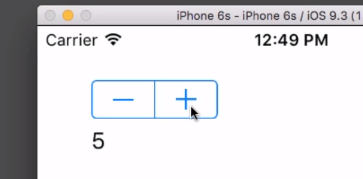 iPhone 6s - iPhone 6s / iOS 9.3 (1
Carrier 12:49 PM
5